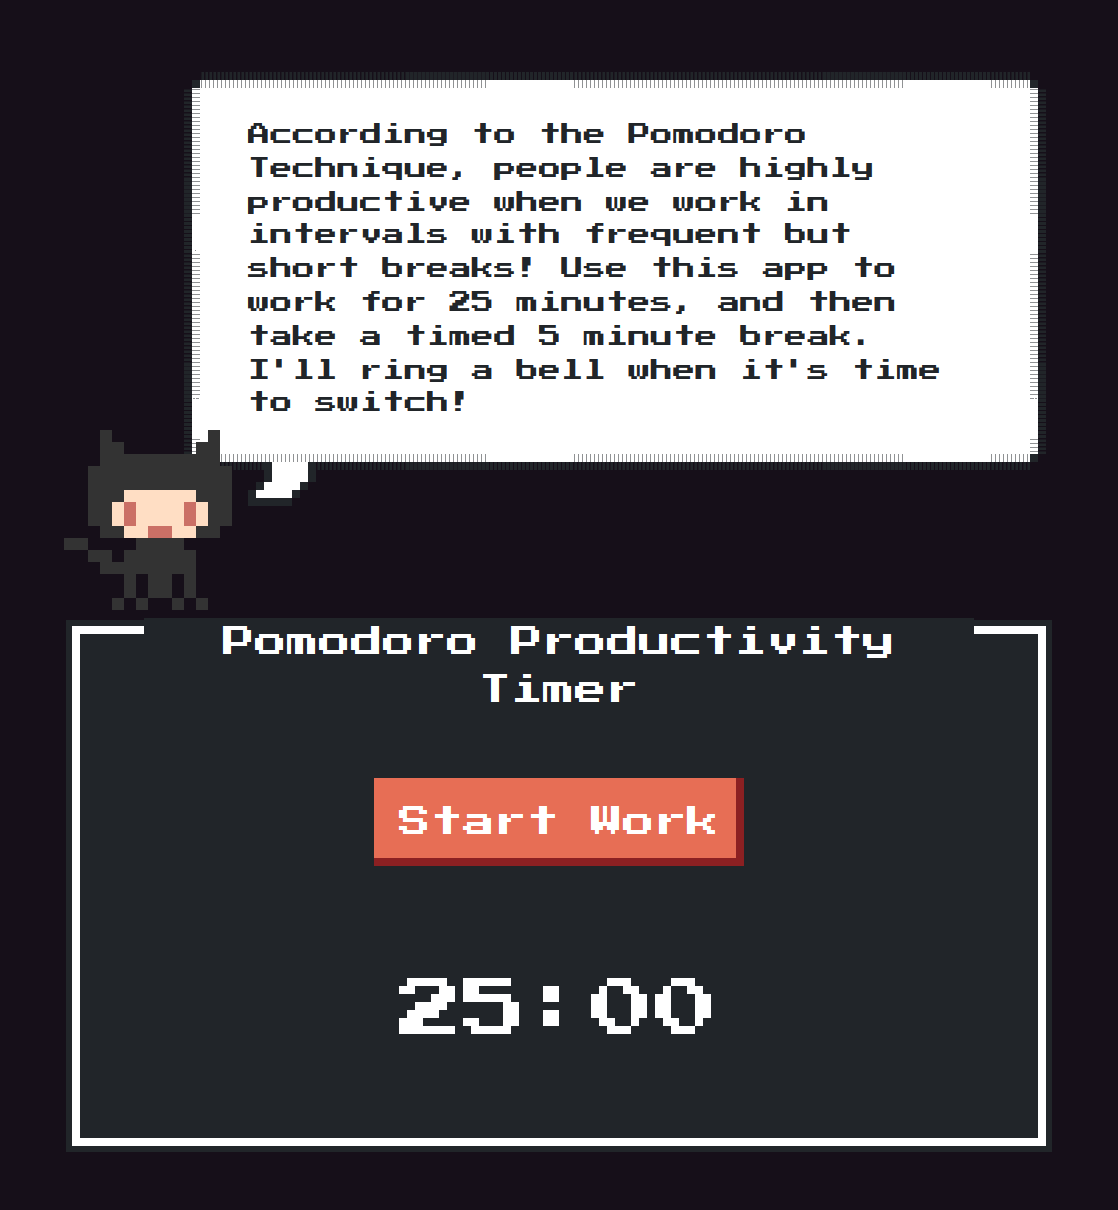 According to the Pomodoro
Technique, people are highly
productive when we work in
intervals with frequent but
short breaks! Use this app to
work for 25 minutes, and then
take a timed 5 minute break.
I'll ring a bell when it's time
to switch!
Pomodoro Productivity
Timer
Start Work
25:00